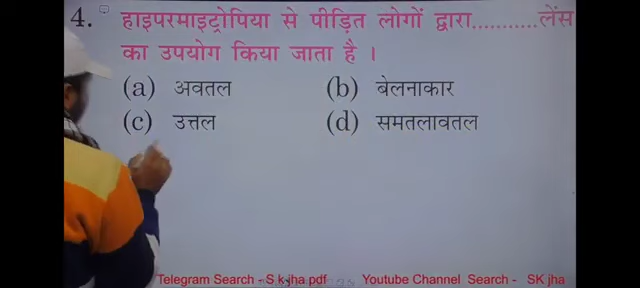 4. हाइपरमाइट्रोपिया से पीड़ित लोगों द्वारा...........लेंस
का उपयोग किया जाता है ।
(a) अवतल (b) बेलनाकार
(c) उत्तल (d) समतलावतल
Telegram Search - S k jha pdf Youtube Channel Search - SK jha